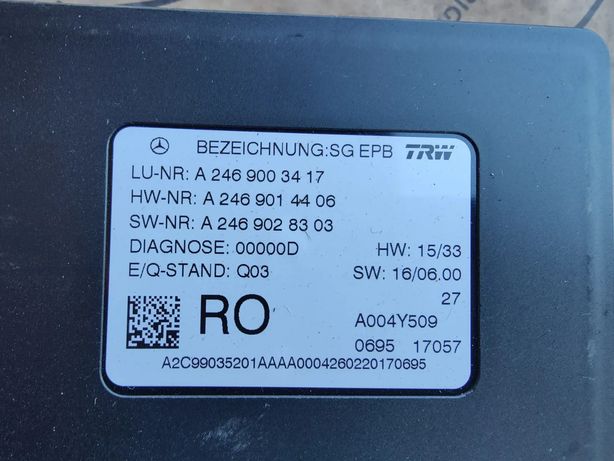 BEZEICHNUNG:SG EPB TRW
LU-NR: A 246 900 34 17
HW-NR: A 246 901 44 06
SW-NR: A 246 902 83 03
DIAGNOSE: 00000D HW: 15/33
E/Q-STAND: Q03 SW: 16/06.00
27
RO A004Y509
0695 17057
A2C99035201AAAA0004260220170695